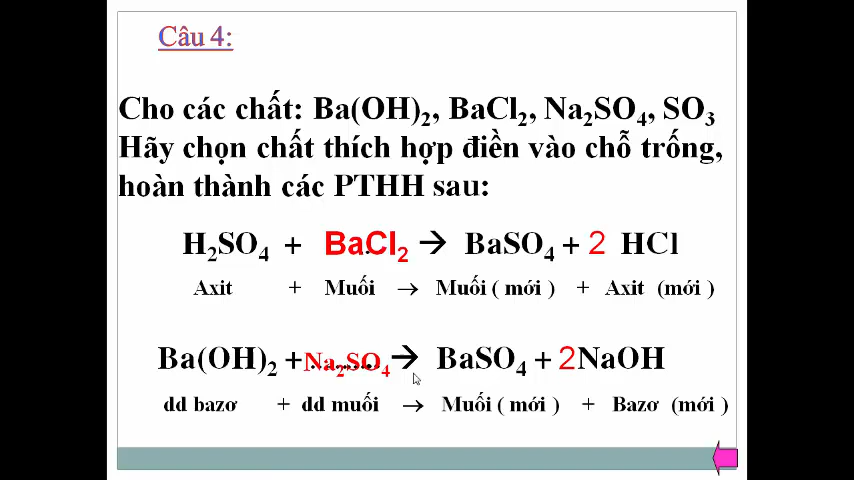 Câu 4:
Cho các chất: Ba(OH)₂, BaCl₂, Na₂SO₄, SO₃
Hãy chọn chất thích hợp điền vào chỗ trống,
hoàn thành các PTHH sau:
H₂SO₄ + BaCl₂ → BaSO₄ + 2 HCl
Axit + Muối → Muối ( mới ) + Axit (mới )
Ba(OH)₂ + Na₂SO₄ → BaSO₄ + 2NaOH
dd bazơ + dd muối → Muối ( mới ) + Bazơ (mới )